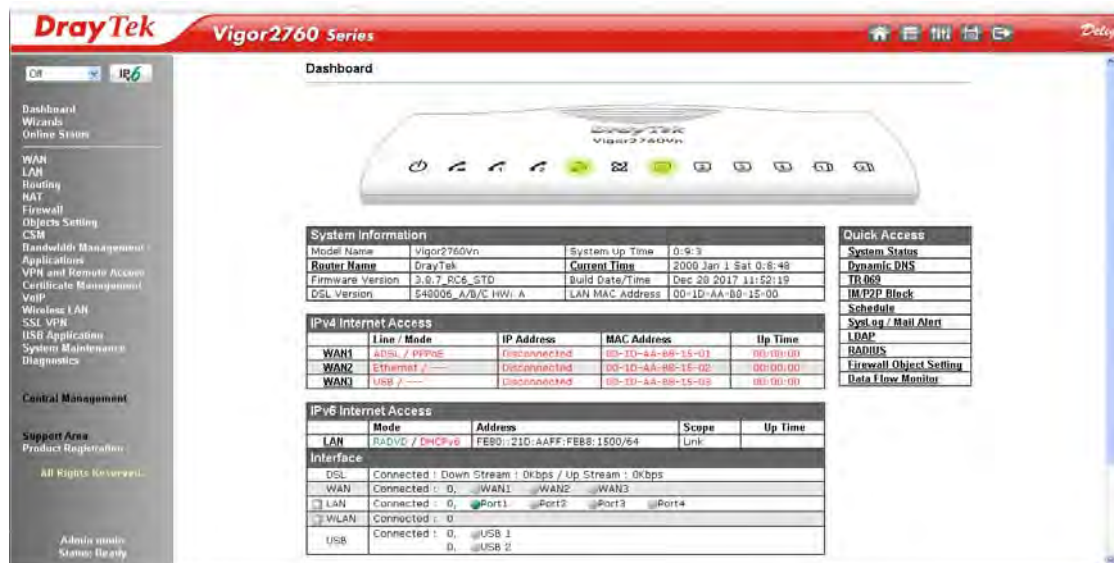 DrayTek
Vigor2760 Series
Off
IPv6
Dashboard
Wizards
Online Status
WAN
LAN
Routing
NAT
Firewall
Objects Setting
CSM
Bandwidth Management
Applications
VPN and Remote Access
Certificate Management
VoIP
Wireless LAN
SSL VPN
USB Application
System Maintenance
Diagnostics
Central Management
Support Area
Product Registration
All Rights Reserved.
Admin mode
Status: Ready
Dashboard
DrayTek
Vigor2760Vn
System Information
Model Name Vigor2760Vn System Up Time 0:9:3
Router Name DrayTek Current Time 2000 Jan 1 Sat 0:8:48
Firmware Version 3.8.7_RC6_STD Build Date/Time Dec 28 2017 11:52:19
DSL Version 548006_A/B/C HW: A LAN MAC Address 00-1D-AA-B8-15-00
IPv4 Internet Access
Line / Mode IP Address MAC Address Up Time
WAN1 ADSL / PPPoE Disconnected 00-1D-AA-B8-15-01 00:00:00
WAN2 Ethernet / --- Disconnected 00-1D-AA-B8-15-02 00:00:00
WAN3 USB / --- Disconnected 00-1D-AA-B8-15-03 00:00:00
IPv6 Internet Access
Mode Address Scope Up Time
LAN RADVD / DHCPv6 FE80::21D:AAFF:FEB8:1500/64 Link
Interface
DSL Connected : Down Stream : 0Kbps / Up Stream : 0Kbps
WAN Connected : 0, WAN1 WAN2 WAN3
LAN Connected : 0, Port1 Port2 Port3 Port4
WLAN Connected : 0
USB Connected : 0, USB 1
0, USB 2
Quick Access
System Status
Dynamic DNS
TR-069
IM/P2P Block
Schedule
SysLog / Mail Alert
LDAP
RADIUS
Firewall Object Setting
Data Flow Monitor